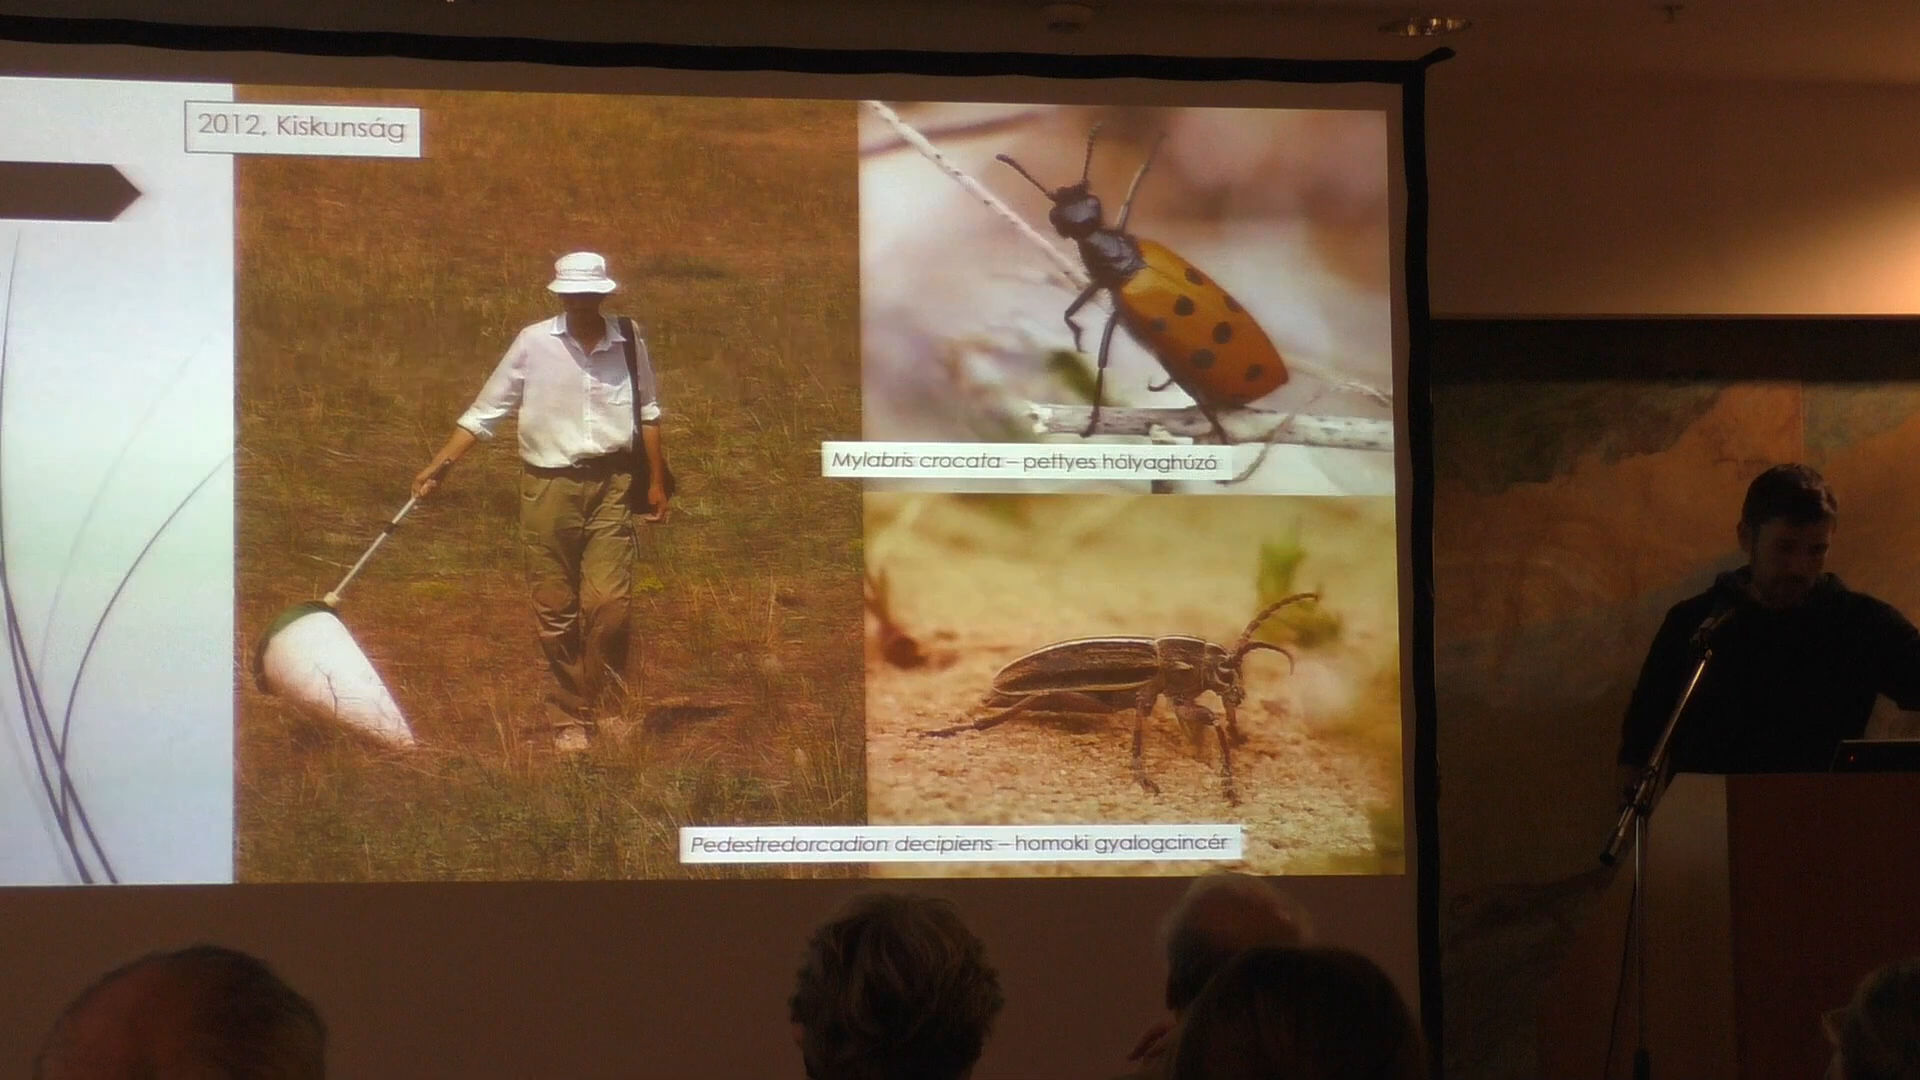 2012, Kiskunság
Mylabris crocata – pettyes hólyaghúzó
Pedestredorcadion decipiens – homoki gyalogcincér